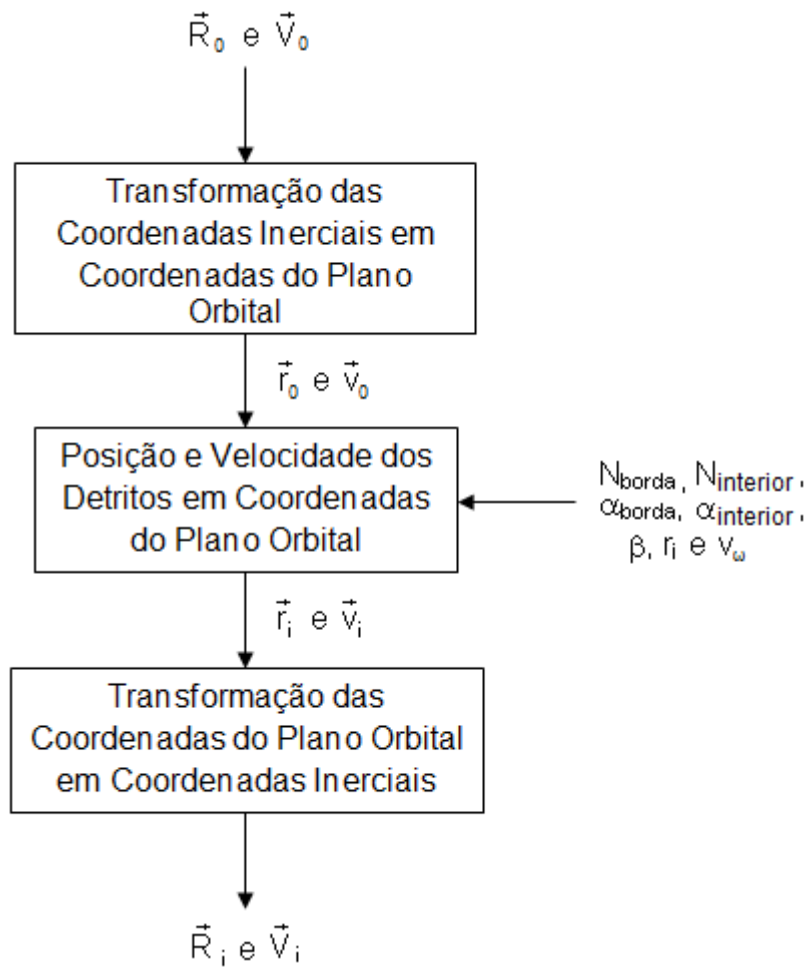 R⃗₀ e V⃗₀
Transformação das
Coordenadas Inerciais em
Coordenadas do Plano
Orbital
r⃗₀ e v⃗₀
Posição e Velocidade dos
Detritos em Coordenadas
do Plano Orbital
N_borda, N_interior,
α_borda, α_interior,
β, r_i e v_ω
r⃗_i e v⃗_i
Transformação das
Coordenadas do Plano Orbital
em Coordenadas Inerciais
R⃗_i e V⃗_i